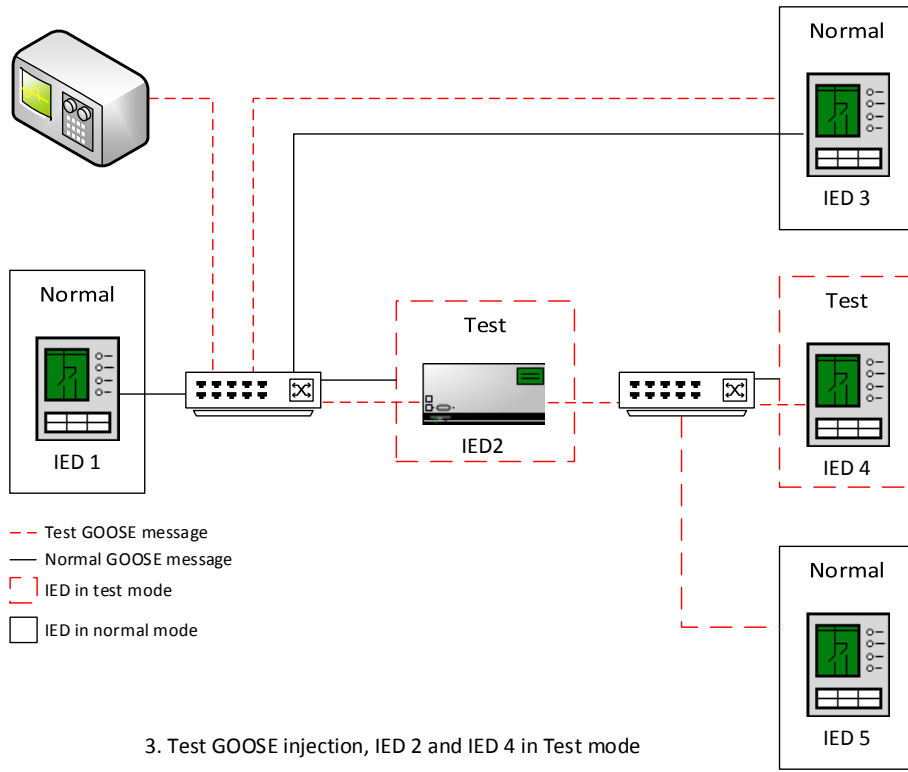 Normal
IED 3
Normal
IED 1
Test
IED2
Test
IED 4
Test GOOSE message
Normal GOOSE message
IED in test mode
IED in normal mode
Normal
IED 5
3. Test GOOSE injection, IED 2 and IED 4 in Test mode